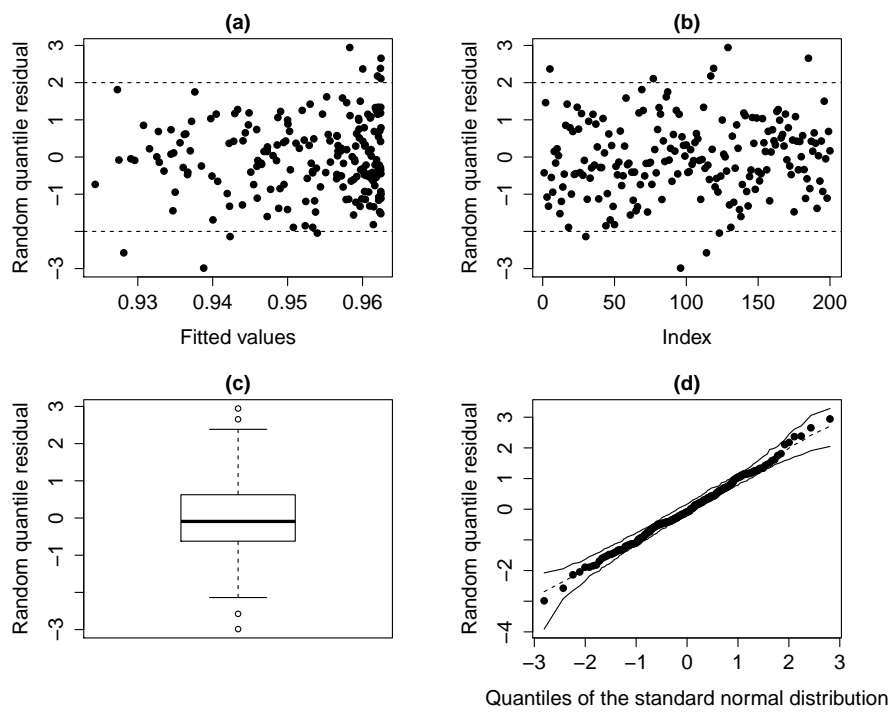 (a)
Random quantile residual
3
2
1
0
−1
−3
0.93 0.94 0.95 0.96
Fitted values
(b)
Random quantile residual
3
2
1
0
−1
−3
0 50 100 150 200
Index
(c)
Random quantile residual
3
2
1
0
−1
−3
(d)
Random quantile residual
3
2
1
0
−2
−4
−3 −2 −1 0 1 2 3
Quantiles of the standard normal distribution